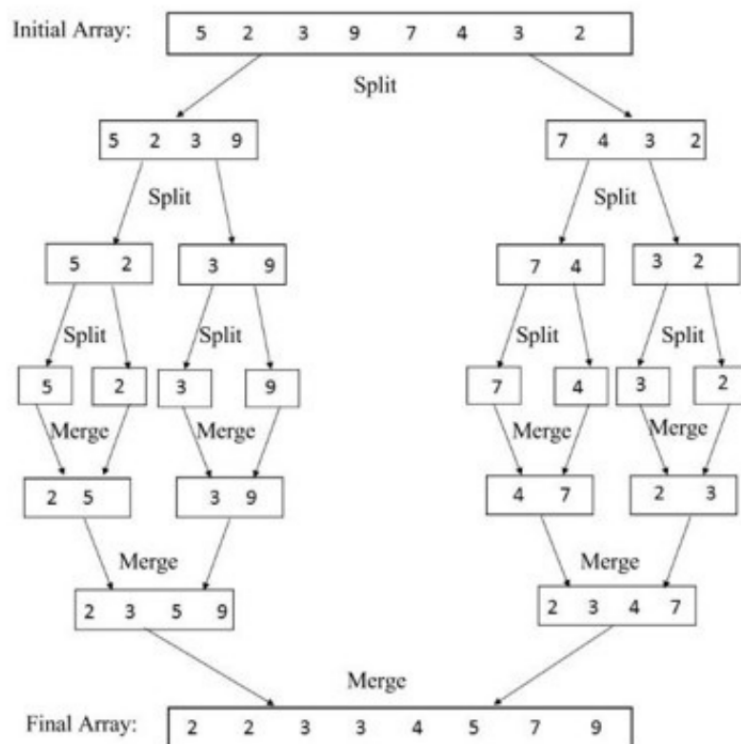 Initial Array: 5 2 3 9 7 4 3 2
Split
5 2 3 9 7 4 3 2
Split Split
5 2 3 9 7 4 3 2
Split Split Split Split
5 2 3 9 7 4 3 2
Merge Merge Merge Merge
2 5 3 9 4 7 2 3
Merge Merge
2 3 5 9 2 3 4 7
Merge
Final Array: 2 2 3 3 4 5 7 9